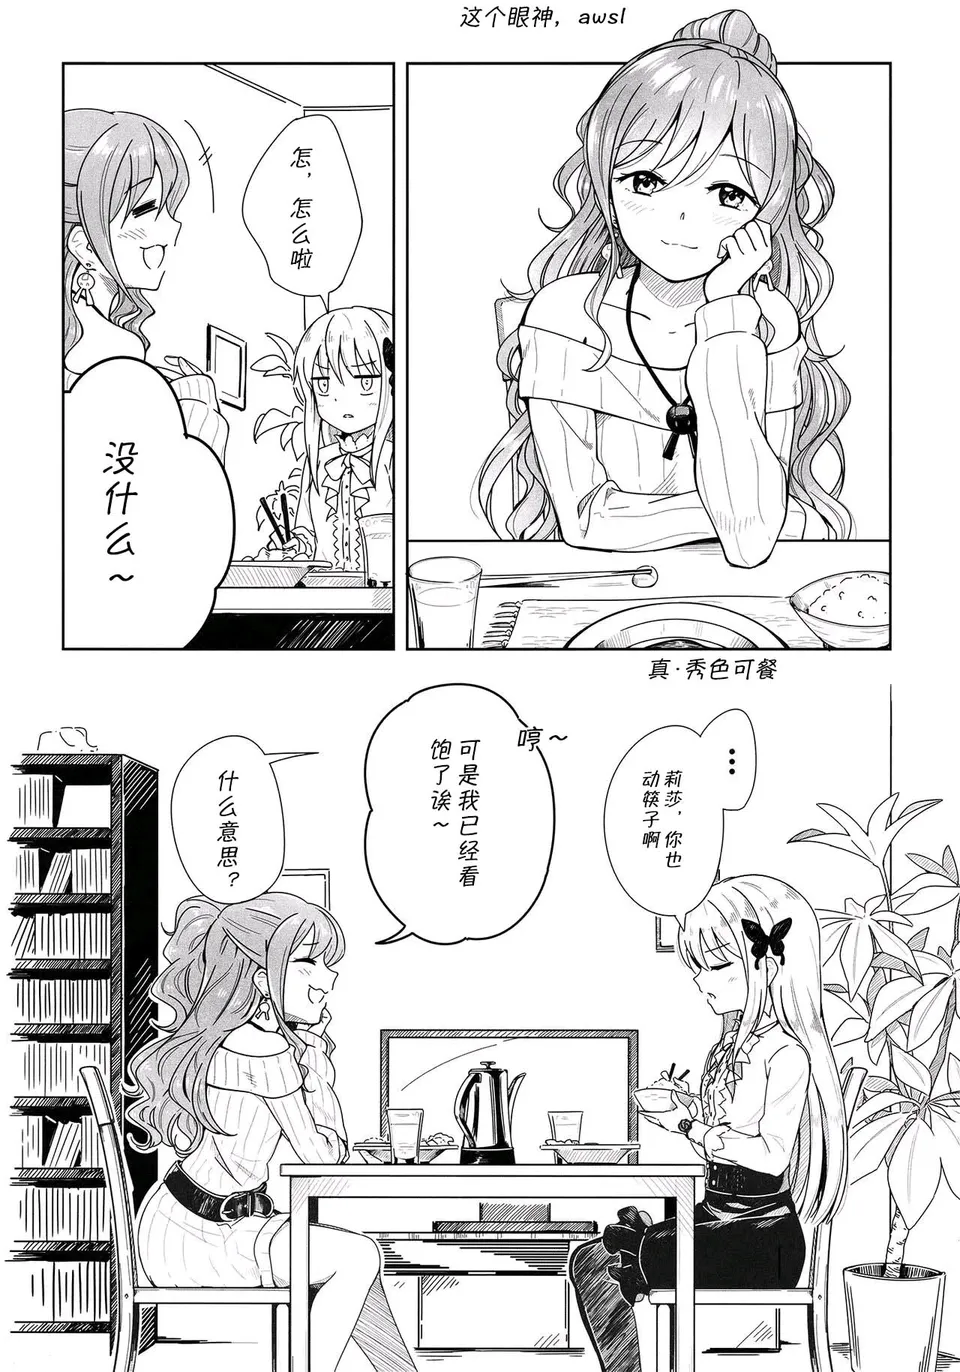 这个眼神，awsl
怎，怎么啦
没什么~
真·秀色可餐
…
莉莎，你也
动筷子啊
哼~
可是我已经看
饱了诶~
什么意思？